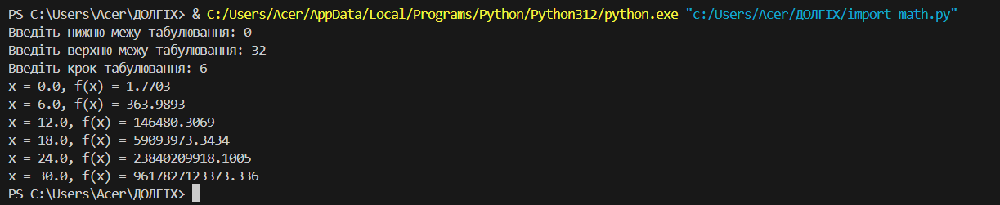 PS C:\Users\Acer\ДОЛГІХ> & C:/Users/Acer/AppData/Local/Programs/Python/Python312/python.exe "c:/Users/Acer/ДОЛГІХ/import math.py"
Введіть нижню межу табулювання: 0
Введіть верхню межу табулювання: 32
Введіть крок табулювання: 6
x = 0.0, f(x) = 1.7703
x = 6.0, f(x) = 363.9893
x = 12.0, f(x) = 146480.3069
x = 18.0, f(x) = 59093973.3434
x = 24.0, f(x) = 23840209918.1005
x = 30.0, f(x) = 9617827123373.336
PS C:\Users\Acer\ДОЛГІХ>